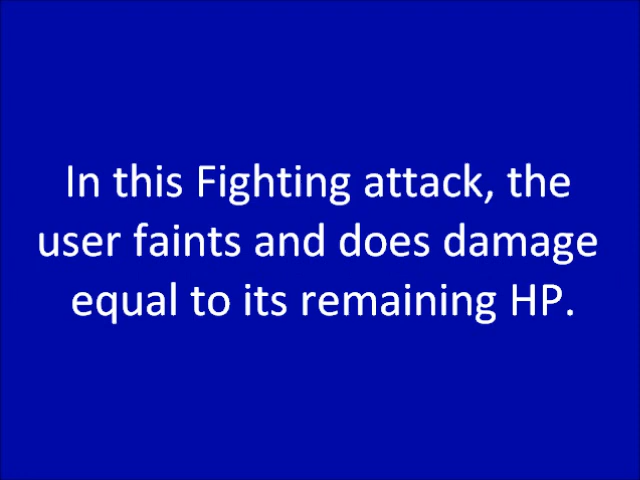 In this Fighting attack, the
user faints and does damage
equal to its remaining HP.